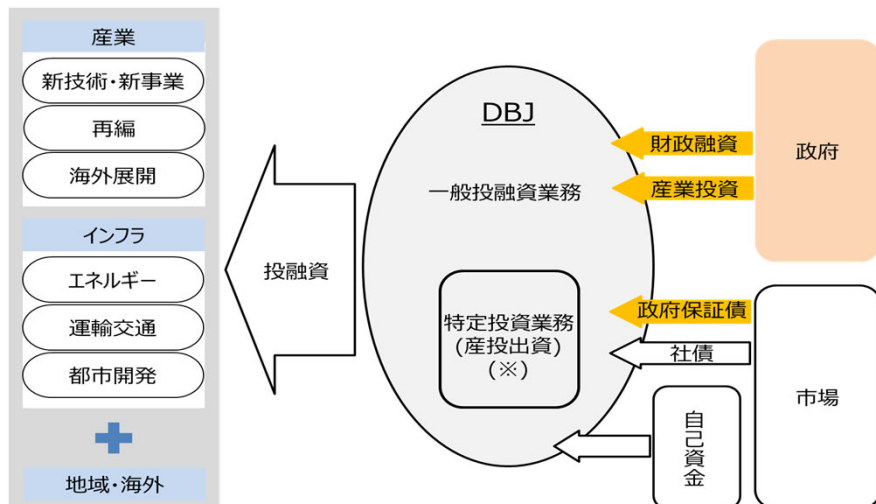 産業
新技術・新事業
再編
海外展開
インフラ
エネルギー
運輸交通
都市開発
地域・海外
投融資
DBJ
一般投融資業務
特定投資業務
(産投出資)
(※)
財政融資
産業投資
政府保証債
社債
自己資金
政府
市場